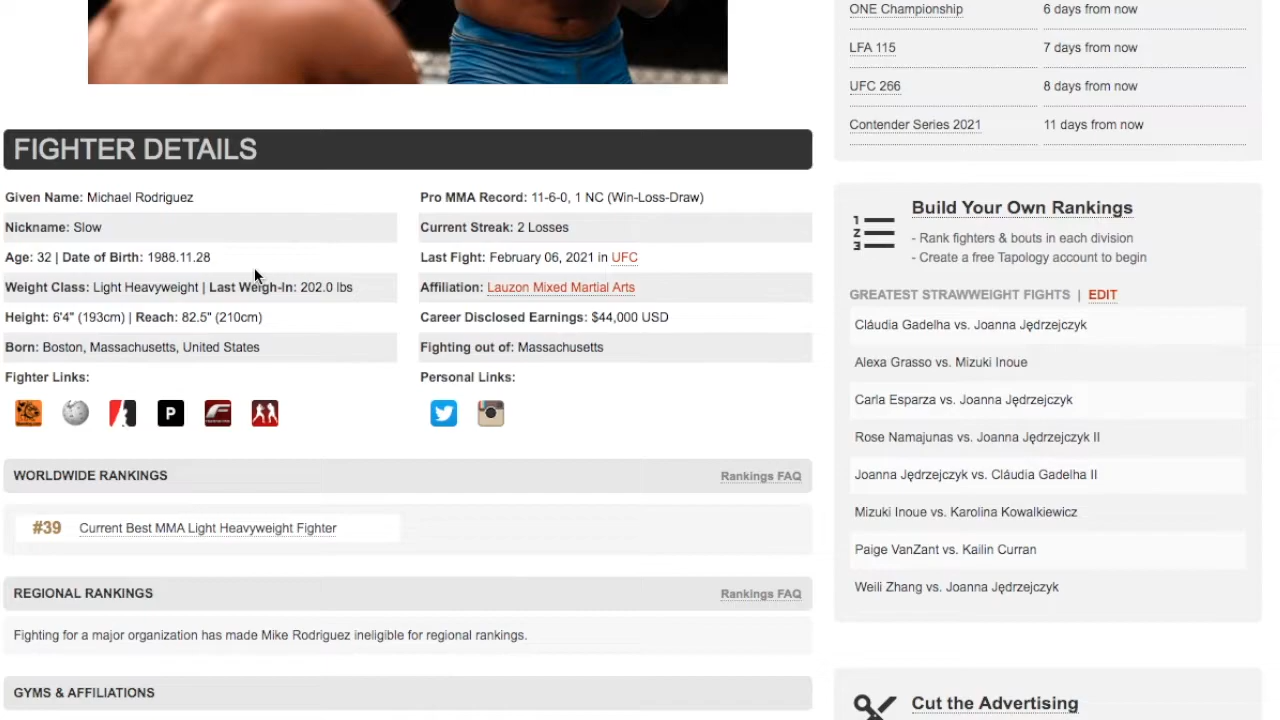 ONE Championship 6 days from now
LFA 115 7 days from now
UFC 266 8 days from now
Contender Series 2021 11 days from now
FIGHTER DETAILS
Given Name: Michael Rodriguez
Pro MMA Record: 11-6-0, 1 NC (Win-Loss-Draw)
Nickname: Slow
Current Streak: 2 Losses
Age: 32 | Date of Birth: 1988.11.28
Last Fight: February 06, 2021 in UFC
Weight Class: Light Heavyweight | Last Weigh-In: 202.0 lbs
Affiliation: Lauzon Mixed Martial Arts
Height: 6'4" (193cm) | Reach: 82.5" (210cm)
Career Disclosed Earnings: $44,000 USD
Born: Boston, Massachusetts, United States
Fighting out of: Massachusetts
Fighter Links:
Personal Links:
P
WORLDWIDE RANKINGS
Rankings FAQ
#39 Current Best MMA Light Heavyweight Fighter
REGIONAL RANKINGS
Rankings FAQ
Fighting for a major organization has made Mike Rodriguez ineligible for regional rankings.
GYMS & AFFILIATIONS
1
2
3
Build Your Own Rankings
- Rank fighters & bouts in each division
- Create a free Tapology account to begin
GREATEST STRAWWEIGHT FIGHTS | EDIT
Cláudia Gadelha vs. Joanna Jędrzejczyk
Alexa Grasso vs. Mizuki Inoue
Carla Esparza vs. Joanna Jędrzejczyk
Rose Namajunas vs. Joanna Jędrzejczyk II
Joanna Jędrzejczyk vs. Cláudia Gadelha II
Mizuki Inoue vs. Karolina Kowalkiewicz
Paige VanZant vs. Kailin Curran
Weili Zhang vs. Joanna Jędrzejczyk
Cut the Advertising